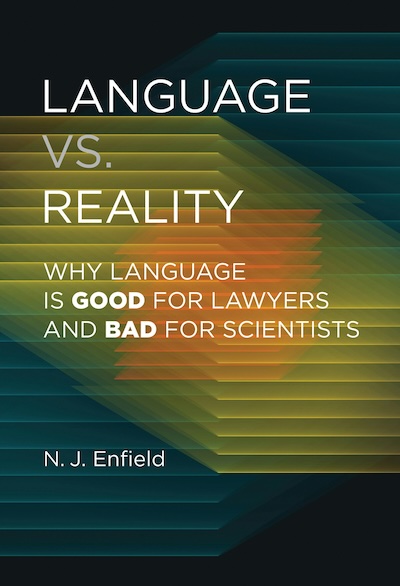 LANGUAGE
VS.
REALITY
WHY LANGUAGE
IS GOOD FOR LAWYERS
AND BAD FOR SCIENTISTS
N. J. Enfield